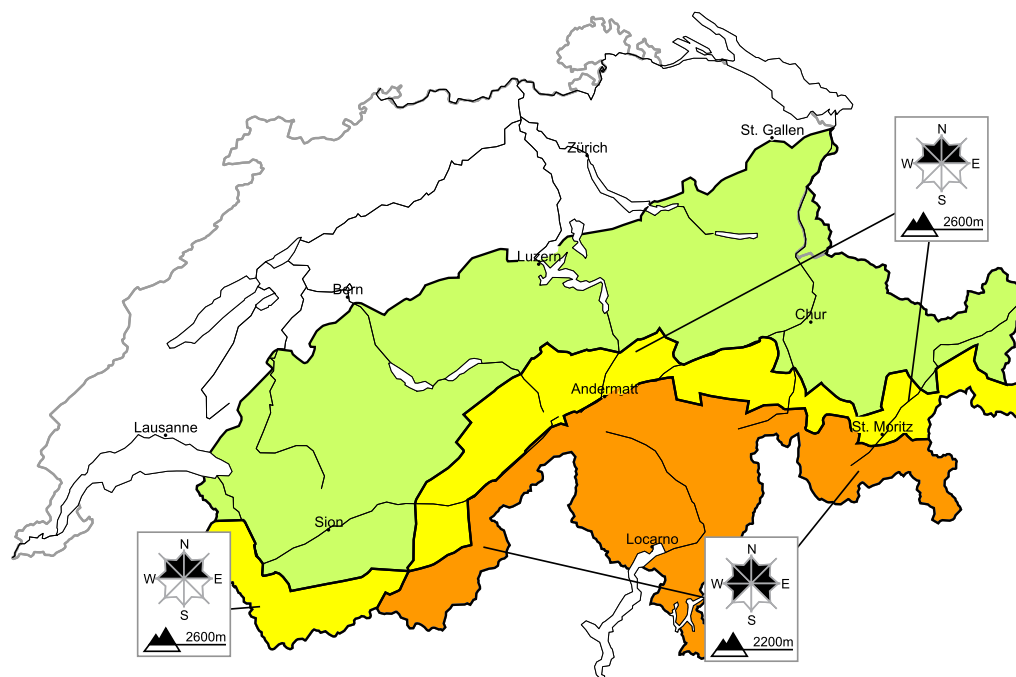 St. Gallen
Zürich
N
W E
S
2600m
Luzern
Bern
Chur
Andermatt
Lausanne
St. Moritz
Sion
Locarno
N
W E
S
2600m
N
W E
S
2200m